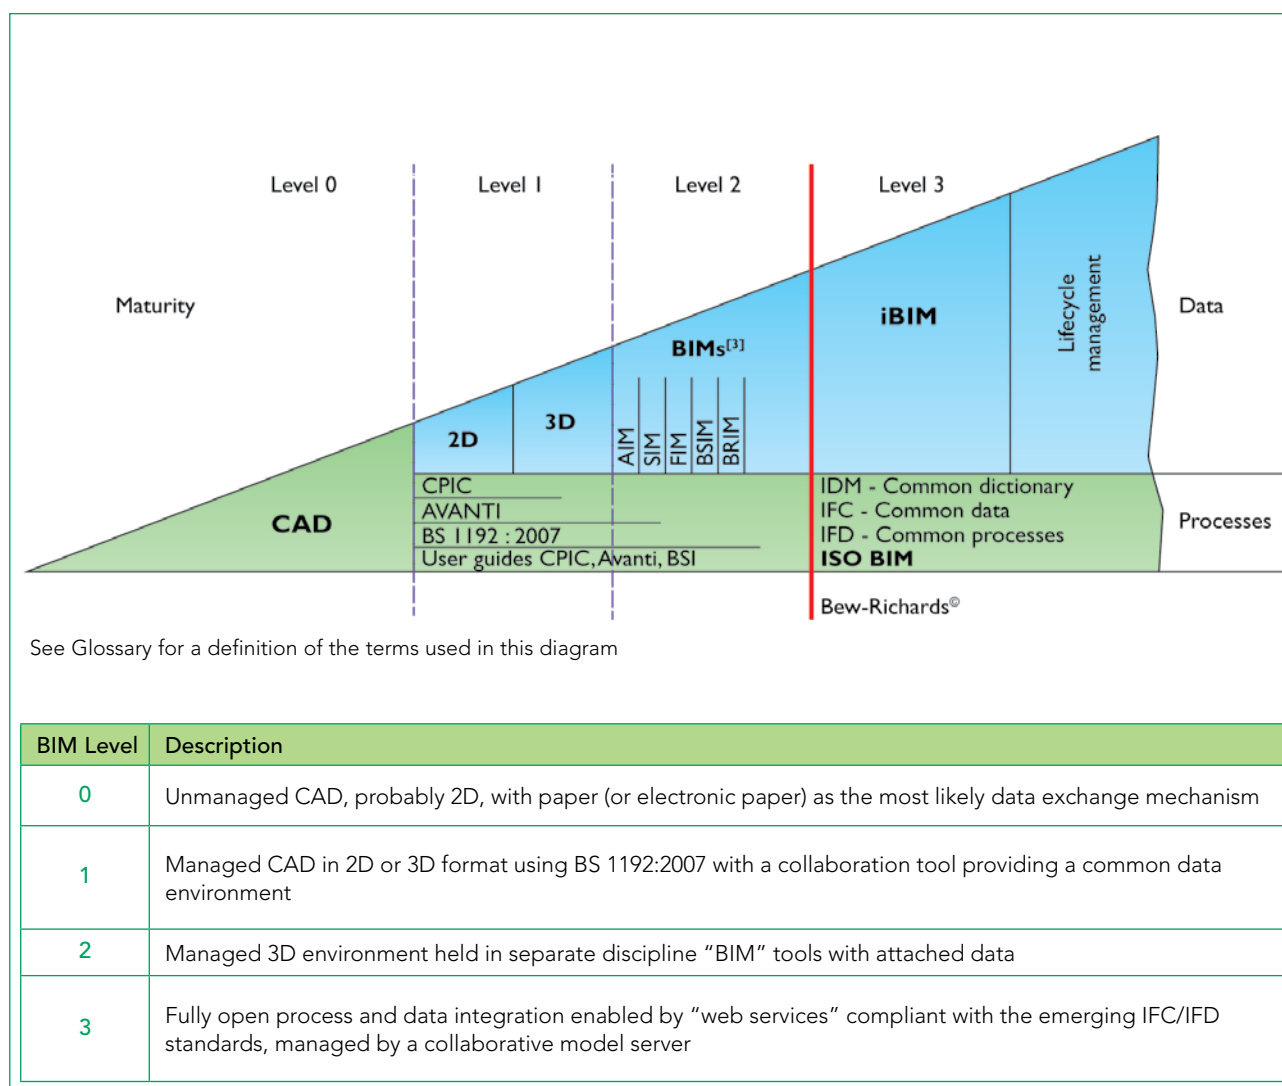 Level 0
Level 1
Level 2
Level 3
Maturity
Data
Lifecycle
management
iBIM
BIMs[3]
3D
2D
AIM
SIM
FIM
BSIM
BRIM
CAD
CPIC
AVANTI
BS 1192 : 2007
User guides CPIC, Avanti, BSI
IDM - Common dictionary
IFC - Common data
IFD - Common processes
ISO BIM
Processes
Bew-Richards©
See Glossary for a definition of the terms used in this diagram
BIM Level Description
0 Unmanaged CAD, probably 2D, with paper (or electronic paper) as the most likely data exchange mechanism
1 Managed CAD in 2D or 3D format using BS 1192:2007 with a collaboration tool providing a common data
environment
2 Managed 3D environment held in separate discipline “BIM” tools with attached data
3 Fully open process and data integration enabled by “web services” compliant with the emerging IFC/IFD
standards, managed by a collaborative model server